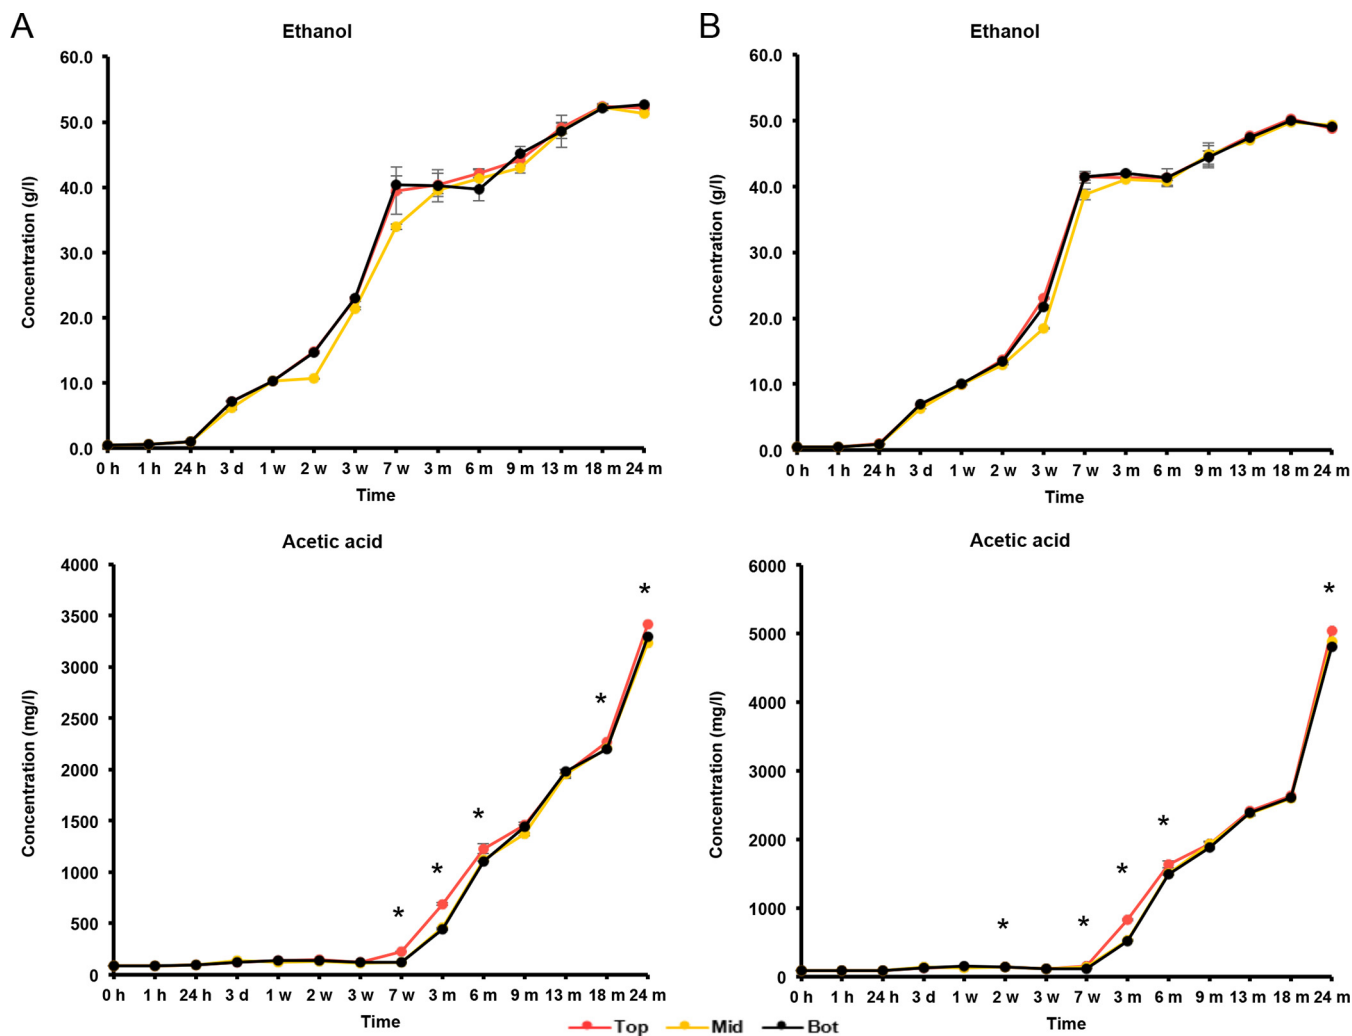 A
Ethanol
60.0
50.0
40.0
30.0
20.0
10.0
0.0
Concentration (g/l)
0 h 1 h 24 h 3 d 1 w 2 w 3 w 7 w 3 m 6 m 9 m 13 m 18 m 24 m
Time
B
Ethanol
60.0
50.0
40.0
30.0
20.0
10.0
0.0
Concentration (g/l)
0 h 1 h 24 h 3 d 1 w 2 w 3 w 7 w 3 m 6 m 9 m 13 m 18 m 24 m
Time
Acetic acid
4000
3500
3000
2500
2000
1500
1000
500
0
Concentration (mg/l)
* * * * *
0 h 1 h 24 h 3 d 1 w 2 w 3 w 7 w 3 m 6 m 9 m 13 m 18 m 24 m
Time
Acetic acid
6000
5000
4000
3000
2000
1000
0
Concentration (mg/l)
* * * * *
0 h 1 h 24 h 3 d 1 w 2 w 3 w 7 w 3 m 6 m 9 m 13 m 18 m 24 m
Time
Top Mid Bot